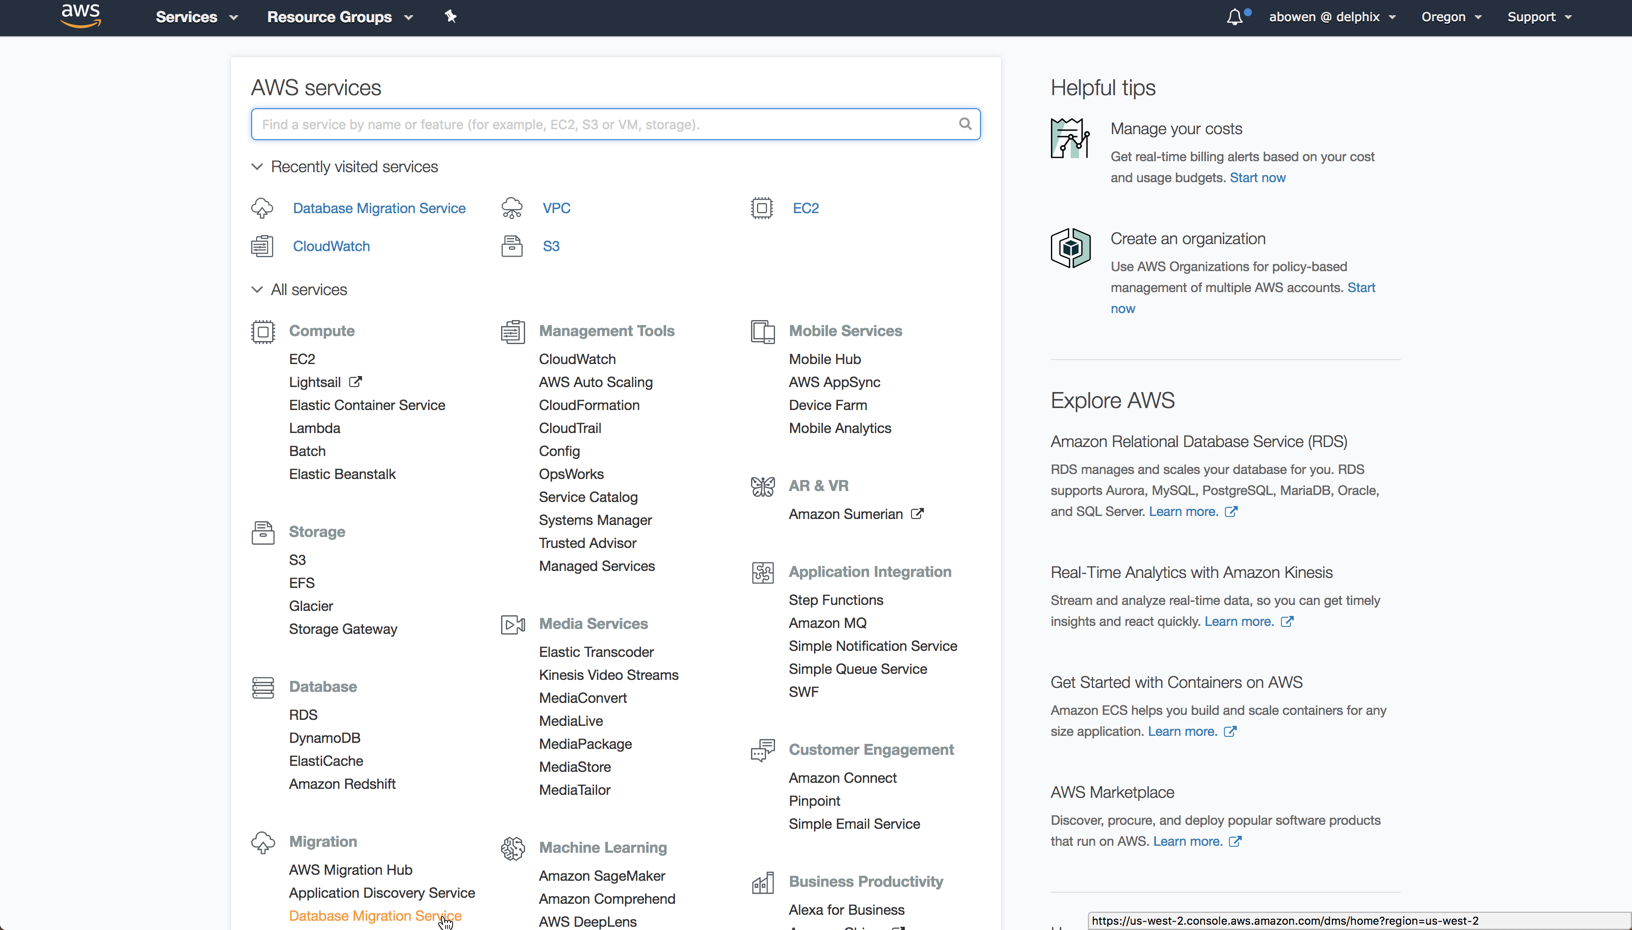 aws
Services
Resource Groups
abowen @ delphix
Oregon
Support
AWS services
Find a service by name or feature (for example, EC2, S3 or VM, storage).
Recently visited services
Database Migration Service
VPC
EC2
CloudWatch
S3
All services
Compute
EC2
Lightsail
Elastic Container Service
Lambda
Batch
Elastic Beanstalk
Storage
S3
EFS
Glacier
Storage Gateway
Database
RDS
DynamoDB
ElastiCache
Amazon Redshift
Migration
AWS Migration Hub
Application Discovery Service
Database Migration Service
Management Tools
CloudWatch
AWS Auto Scaling
CloudFormation
CloudTrail
Config
OpsWorks
Service Catalog
Systems Manager
Trusted Advisor
Managed Services
Media Services
Elastic Transcoder
Kinesis Video Streams
MediaConvert
MediaLive
MediaPackage
MediaStore
MediaTailor
Machine Learning
Amazon SageMaker
Amazon Comprehend
AWS DeepLens
Mobile Services
Mobile Hub
AWS AppSync
Device Farm
Mobile Analytics
AR & VR
Amazon Sumerian
Application Integration
Step Functions
Amazon MQ
Simple Notification Service
Simple Queue Service
SWF
Customer Engagement
Amazon Connect
Pinpoint
Simple Email Service
Business Productivity
Alexa for Business
Helpful tips
Manage your costs
Get real-time billing alerts based on your cost
and usage budgets. Start now
Create an organization
Use AWS Organizations for policy-based
management of multiple AWS accounts. Start
now
Explore AWS
Amazon Relational Database Service (RDS)
RDS manages and scales your database for you. RDS
supports Aurora, MySQL, PostgreSQL, MariaDB, Oracle,
and SQL Server. Learn more.
Real-Time Analytics with Amazon Kinesis
Stream and analyze real-time data, so you can get timely
insights and react quickly. Learn more.
Get Started with Containers on AWS
Amazon ECS helps you build and scale containers for any
size application. Learn more.
AWS Marketplace
Discover, procure, and deploy popular software products
that run on AWS. Learn more.
https://us-west-2.console.aws.amazon.com/dms/home?region=us-west-2